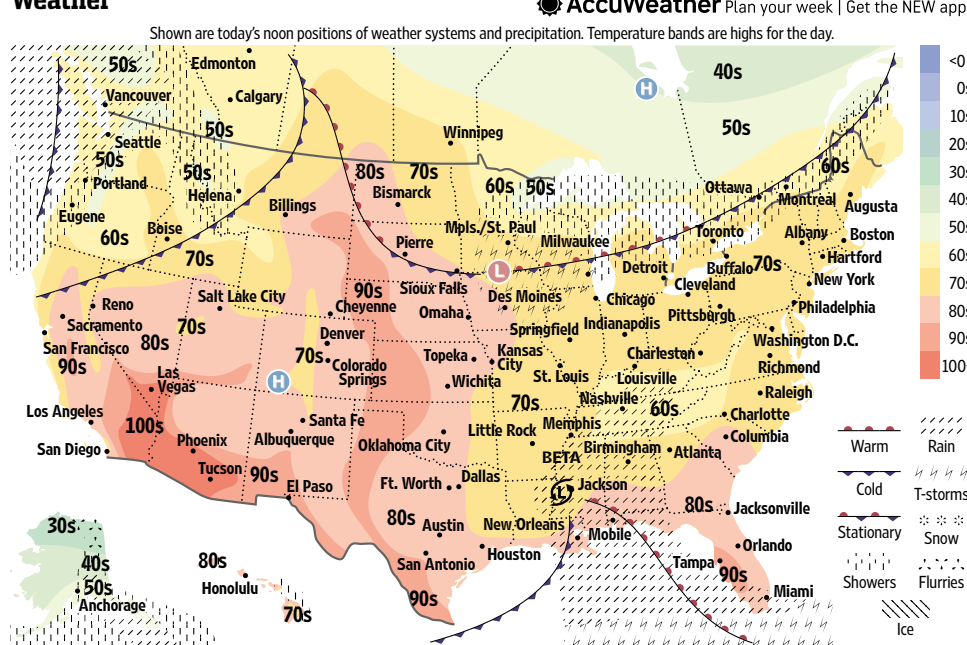 Weather
AccuWeather Plan your week | Get the NEW app
Shown are today's noon positions of weather systems and precipitation. Temperature bands are highs for the day.
50s
Edmonton
H
40s
<0
0s
10s
20s
30s
40s
50s
60s
70s
80s
90s
100
Vancouver
Calgary
50s
Seattle
50s
Winnipeg
50s
60s
Portland
50s
Helena
80s
70s
Bismarck
60s
50s
Ottawa
Montreal
Augusta
Eugene
Billings
Boise
60s
Pierre
Mpls./St. Paul
Milwaukee
Toronto
Albany
Boston
Hartford
70s
L
Detroit
Buffalo
70s
New York
Reno
Salt Lake City
90s
Cheyenne
Sioux Falls
Des Moines
Chicago
Cleveland
Philadelphia
Sacramento
70s
Omaha
Springfield
Indianapolis
Pittsburgh
San Francisco
80s
Denver
Washington D.C.
90s
70s
Colorado
Springs
Topeka
Kansas
City
Charleston
Richmond
Las
Vegas
H
Wichita
St. Louis
Louisville
Raleigh
Los Angeles
70s
Nashville
60s
Charlotte
100s
Santa Fe
Albuquerque
Little Rock
Memphis
Columbia
San Diego
Phoenix
Oklahoma City
Birmingham
Atlanta
Tucson
90s
BETA
El Paso
Ft. Worth
Dallas
L
Jackson
80s
Jacksonville
80s
Austin
New Orleans
Mobile
Orlando
Houston
San Antonio
Tampa
90s
Miami
90s
30s
40s
50s
Anchorage
80s
Honolulu
70s
Warm
Rain
Cold
T-storms
Stationary
Snow
Showers
Flurries
Ice